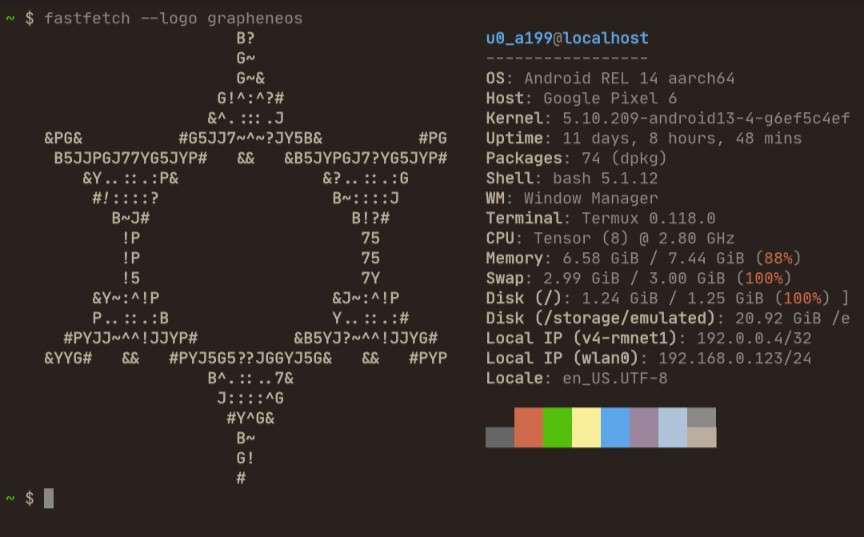 ~ $ fastfetch --logo grapheneos
B?
G~
G~&
G!^:^?#
&^.:::.J
&PG& #G5JJ7~^~?JY5B& #PG
B5JJPGJ77YG5JYP# && &B5JYPGJ7?YG5JYP#
&Y..::.:P& &?..::.:G
#!::::? B~::::J
B~J# B!?#
!P 75
!P 75
!5 7Y
&Y~:^!P &J~:^!P
P..::.:B Y..::.:#
#PYJJ~^^!JJYP# &B5YJ?~^^!JJYG#
&YYG# && #PYJ5G5??JGGYJ5G& && #PYP
B^.::..7&
J::::^G
#Y^G&
B~
G!
#
u0_a199@localhost
-----------------
OS: Android REL 14 aarch64
Host: Google Pixel 6
Kernel: 5.10.209-android13-4-g6ef5c4ef
Uptime: 11 days, 8 hours, 48 mins
Packages: 74 (dpkg)
Shell: bash 5.1.12
WM: Window Manager
Terminal: Termux 0.118.0
CPU: Tensor (8) @ 2.80 GHz
Memory: 6.58 GiB / 7.44 GiB (88%)
Swap: 2.99 GiB / 3.00 GiB (100%)
Disk (/): 1.24 GiB / 1.25 GiB (100%) ]
Disk (/storage/emulated): 20.92 GiB /e
Local IP (v4-rmnet1): 192.0.0.4/32
Local IP (wlan0): 192.168.0.123/24
Locale: en_US.UTF-8
~ $